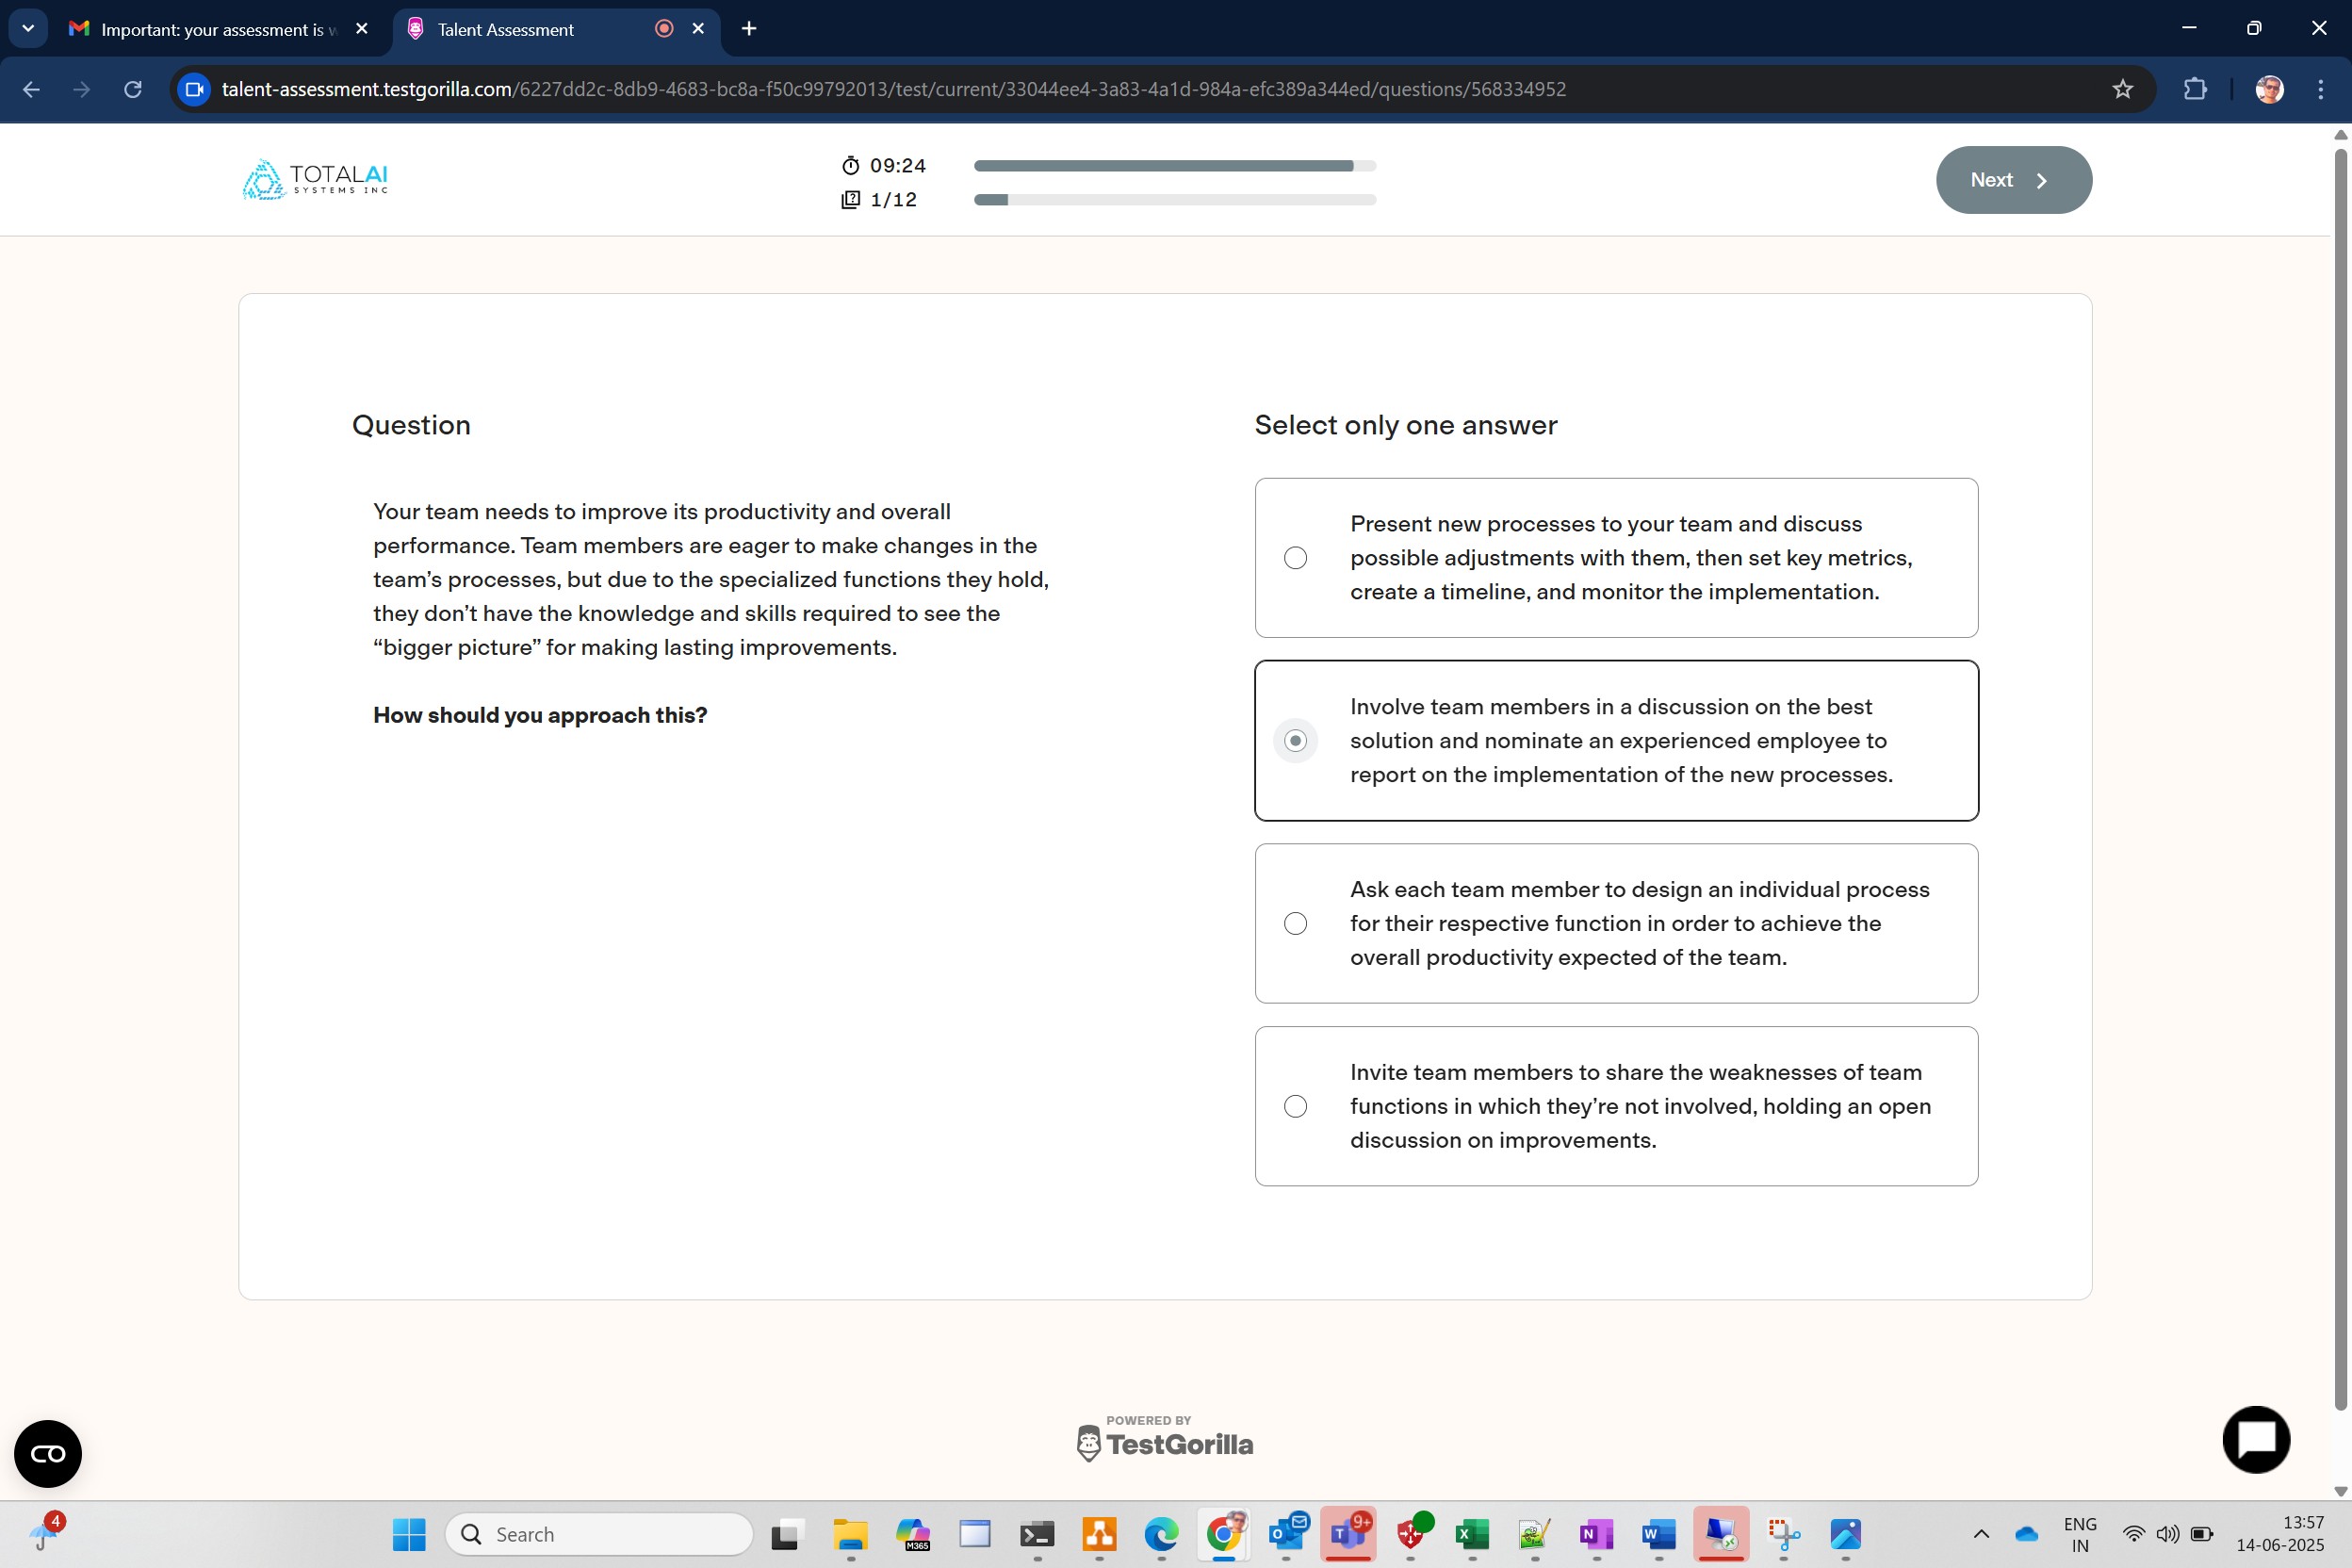 Important: your assessment is w
Talent Assessment
talent-assessment.testgorilla.com/6227dd2c-8db9-4683-bc8a-f50c99792013/test/current/33044ee4-3a83-4a1d-984a-efc389a344ed/questions/568334952
TOTALAI
SYSTEMS INC
09:24
1/12
Next
Question
Your team needs to improve its productivity and overall
performance. Team members are eager to make changes in the
team’s processes, but due to the specialized functions they hold,
they don’t have the knowledge and skills required to see the
“bigger picture” for making lasting improvements.
How should you approach this?
Select only one answer
Present new processes to your team and discuss
possible adjustments with them, then set key metrics,
create a timeline, and monitor the implementation.
Involve team members in a discussion on the best
solution and nominate an experienced employee to
report on the implementation of the new processes.
Ask each team member to design an individual process
for their respective function in order to achieve the
overall productivity expected of the team.
Invite team members to share the weaknesses of team
functions in which they’re not involved, holding an open
discussion on improvements.
POWERED BY
TestGorilla
4
Search
M365
9+
ENG
IN
13:57
14-06-2025